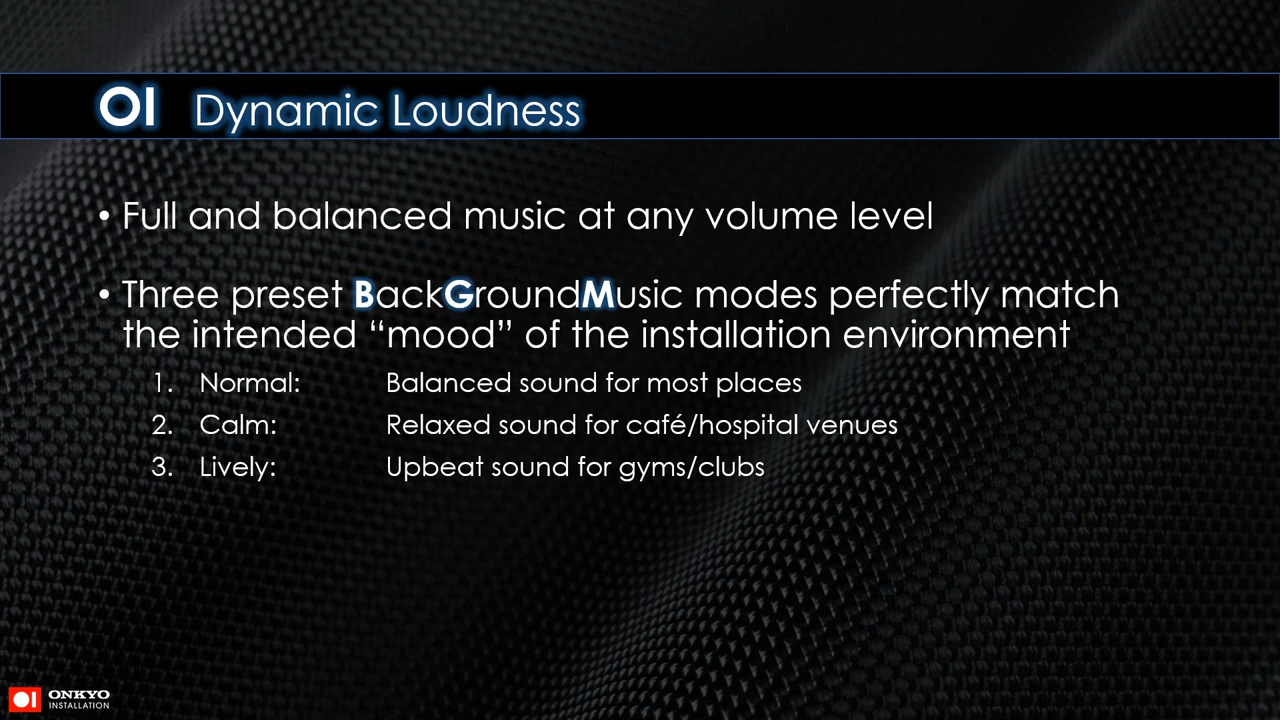 OI Dynamic Loudness
• Full and balanced music at any volume level
• Three preset BackGroundMusic modes perfectly match
the intended “mood” of the installation environment
1. Normal: Balanced sound for most places
2. Calm: Relaxed sound for café/hospital venues
3. Lively: Upbeat sound for gyms/clubs
OI ONKYO
INSTALLATION